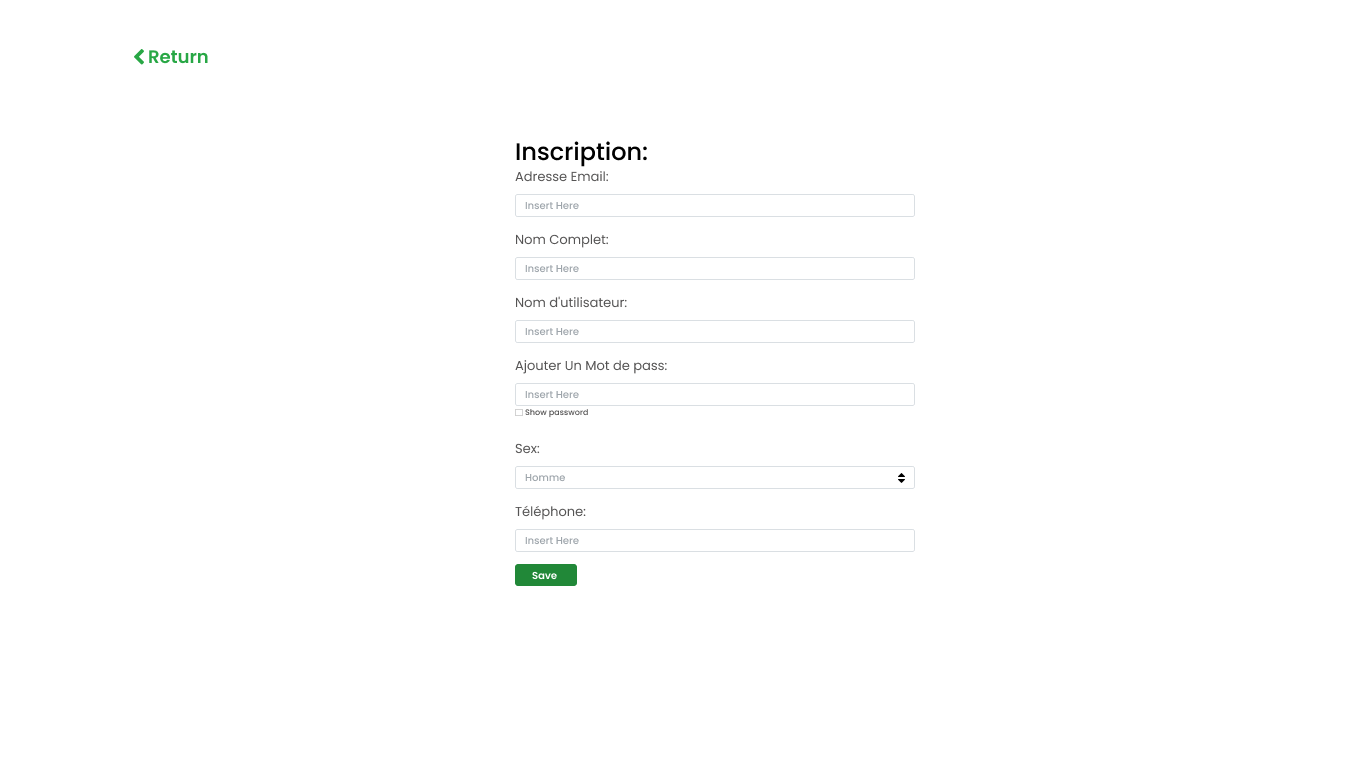 Return
Inscription:
Adresse Email:
Insert Here
Nom Complet:
Insert Here
Nom d'utilisateur:
Insert Here
Ajouter Un Mot de pass:
Insert Here
Show password
Sex:
Homme
Téléphone:
Insert Here
Save